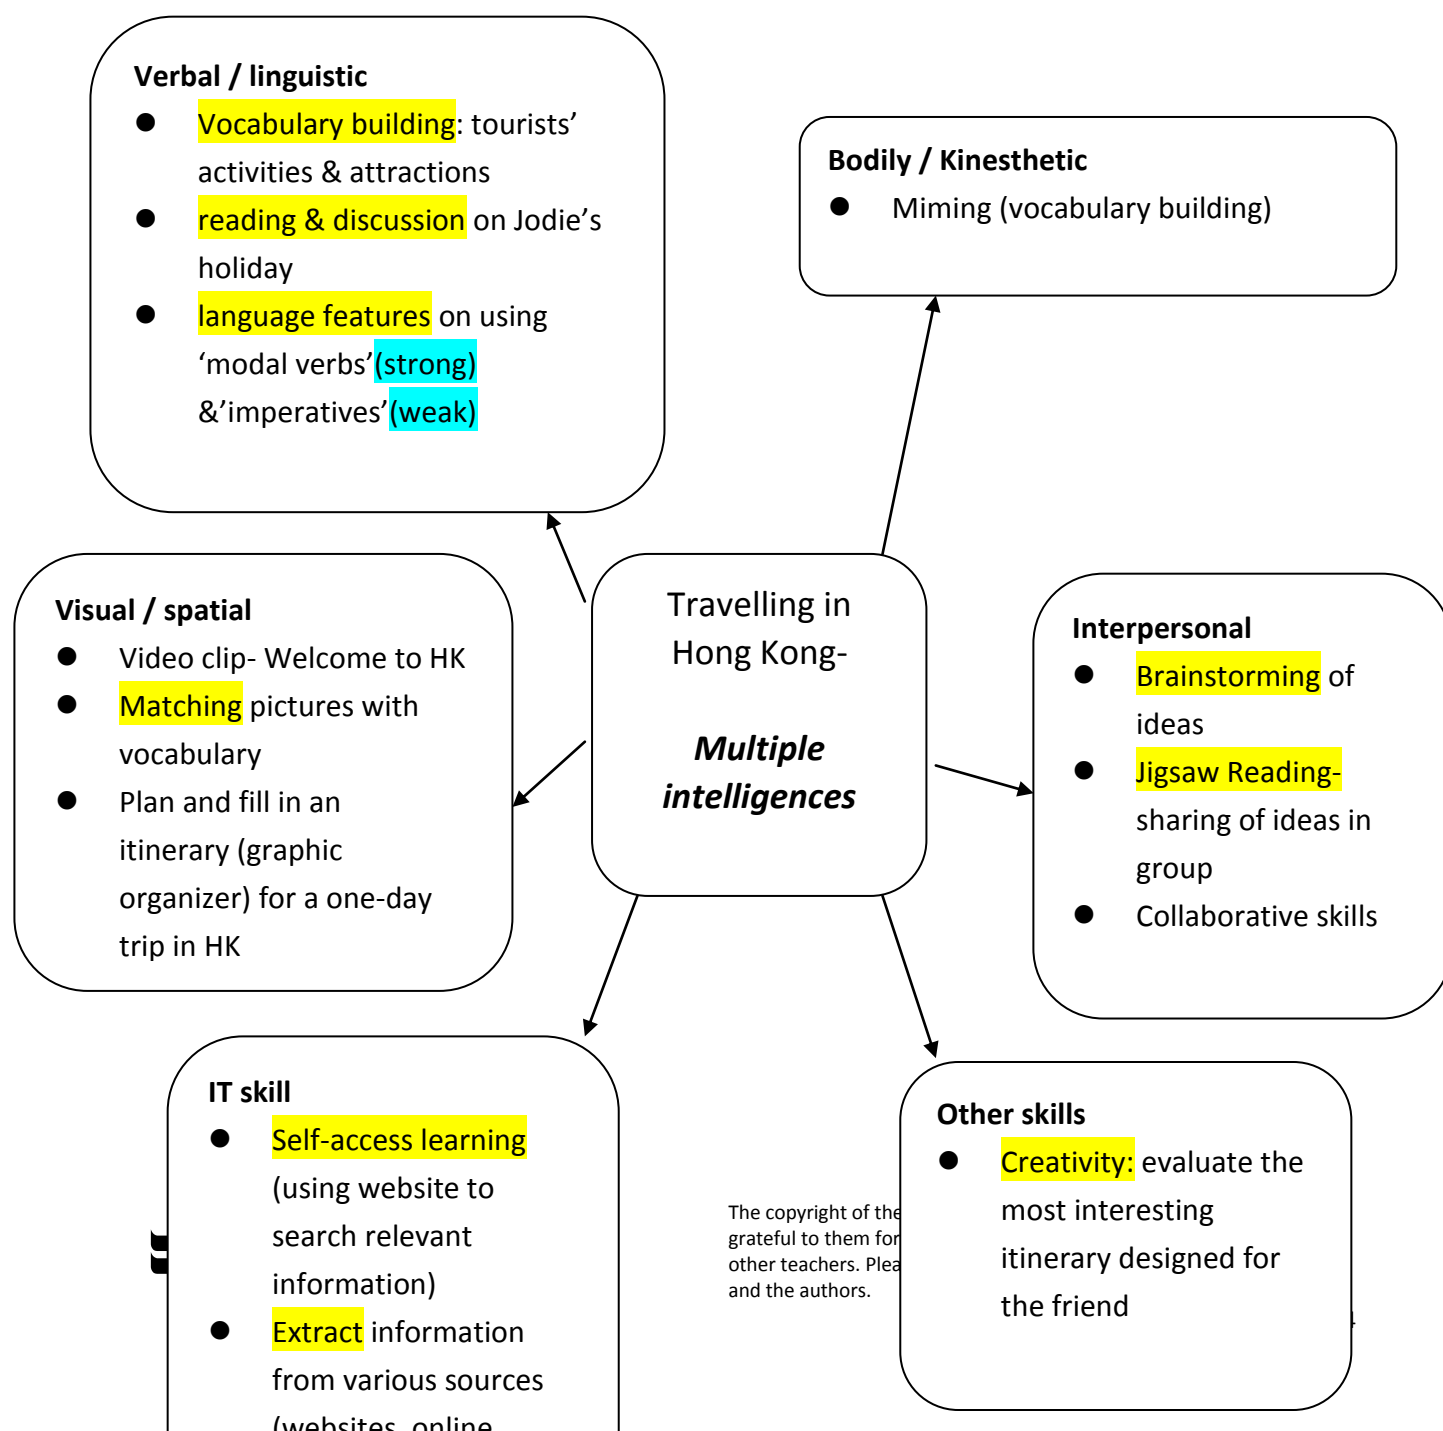 Verbal / linguistic
● Vocabulary building: tourists’
activities & attractions
● reading & discussion on Jodie’s
holiday
● language features on using
‘modal verbs’(strong)
&’imperatives’(weak)
Bodily / Kinesthetic
● Miming (vocabulary building)
Visual / spatial
● Video clip- Welcome to HK
● Matching pictures with
vocabulary
● Plan and fill in an
itinerary (graphic
organizer) for a one-day
trip in HK
Travelling in
Hong Kong-
Multiple
intelligences
Interpersonal
● Brainstorming of
ideas
● Jigsaw Reading-
sharing of ideas in
group
● Collaborative skills
IT skill
● Self-access learning
(using website to
search relevant
information)
● Extract information
from various sources
(websites, online
The copyright of the
grateful to them for
other teachers. Plea
and the authors.
Other skills
● Creativity: evaluate the
most interesting
itinerary designed for
the friend